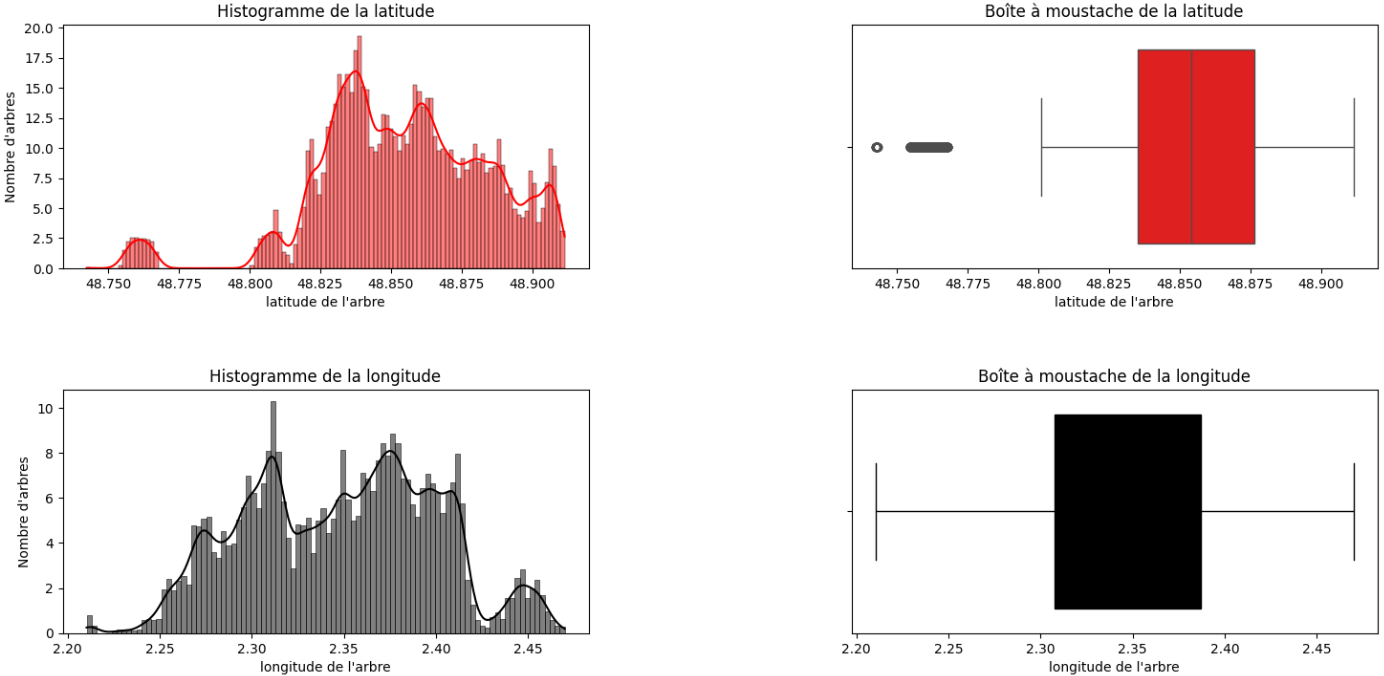 Histogramme de la latitude
Nombre d'arbres
20.0
17.5
15.0
12.5
10.0
7.5
5.0
2.5
0.0
48.750 48.775 48.800 48.825 48.850 48.875 48.900
latitude de l'arbre
Boîte à moustache de la latitude
48.750 48.775 48.800 48.825 48.850 48.875 48.900
latitude de l'arbre
Histogramme de la longitude
Nombre d'arbres
10
8
6
4
2
0
2.20 2.25 2.30 2.35 2.40 2.45
longitude de l'arbre
Boîte à moustache de la longitude
2.20 2.25 2.30 2.35 2.40 2.45
longitude de l'arbre